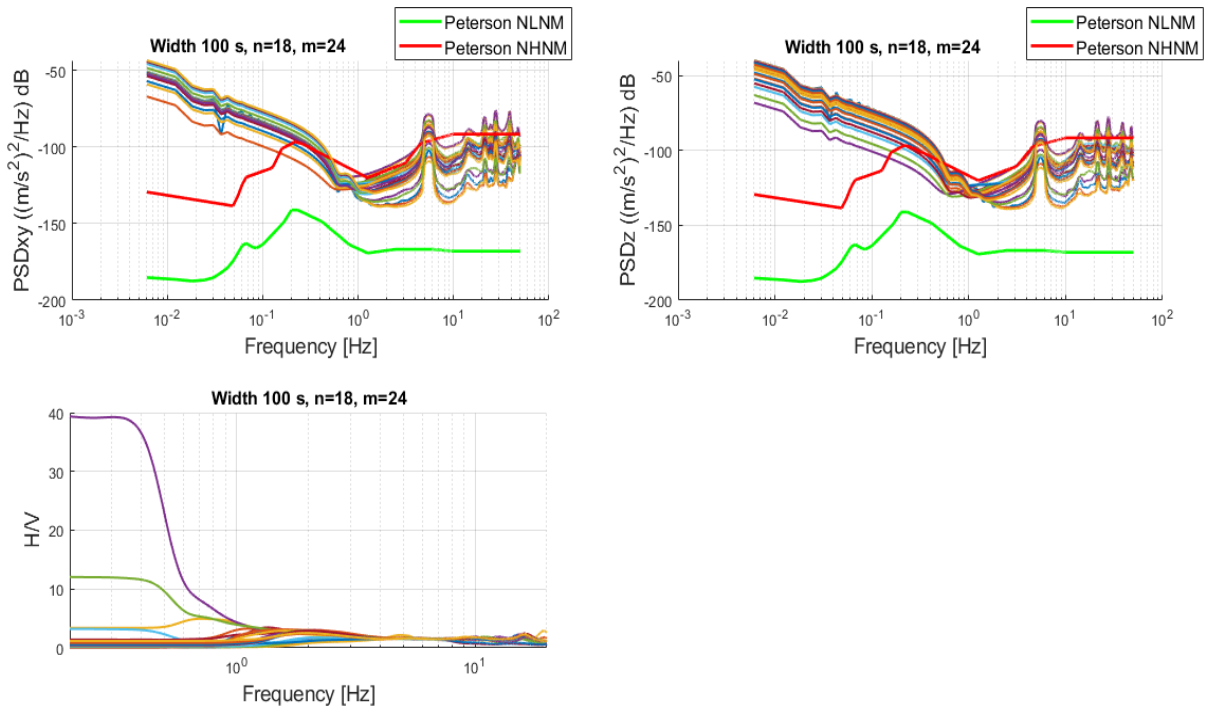 Peterson NLNM
Peterson NHNM
Width 100 s, n=18, m=24
-50
-100
-150
-200
PSDxy ((m/s²)²/Hz) dB
10⁻³
10⁻²
10⁻¹
10⁰
10¹
10²
Frequency [Hz]
Peterson NLNM
Peterson NHNM
Width 100 s, n=18, m=24
-50
-100
-150
-200
PSDz ((m/s²)²/Hz) dB
10⁻³
10⁻²
10⁻¹
10⁰
10¹
10²
Frequency [Hz]
Width 100 s, n=18, m=24
40
30
20
10
0
H/V
10⁰
10¹
Frequency [Hz]